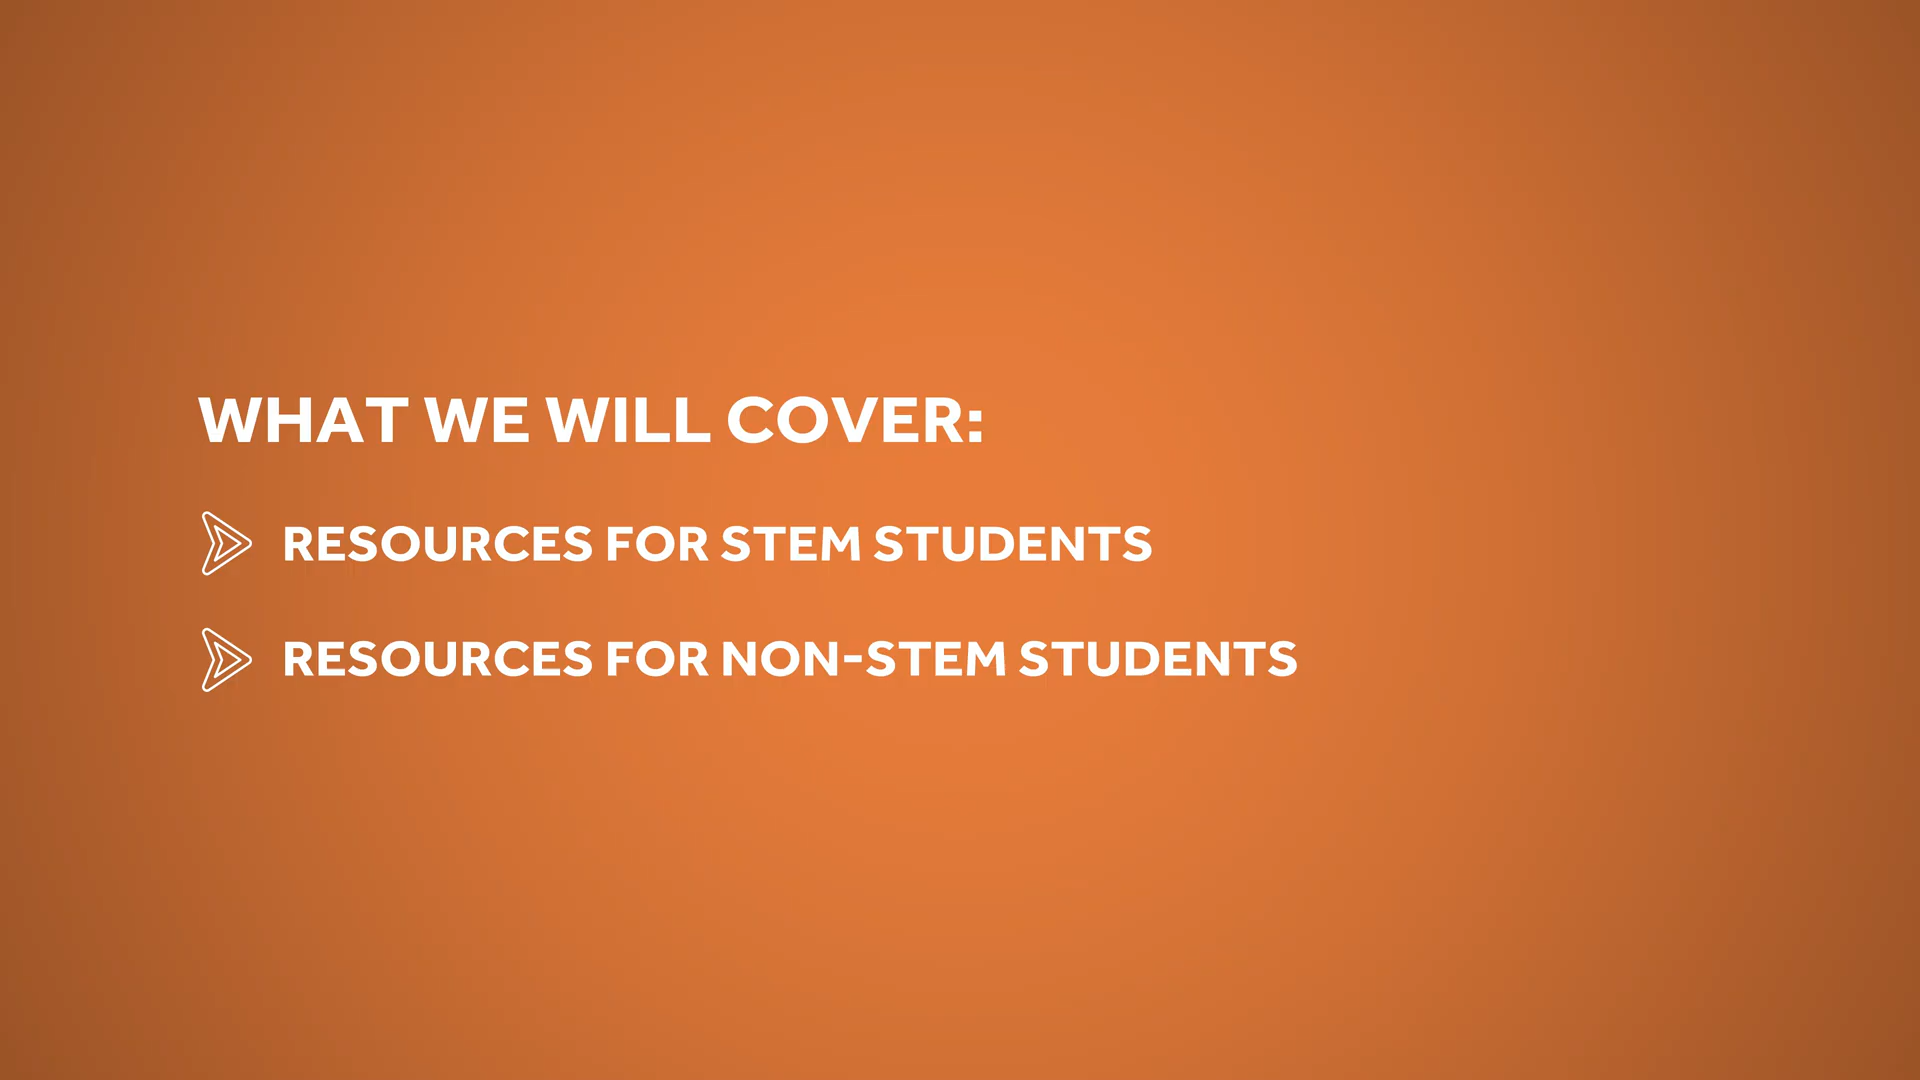 WHAT WE WILL COVER:
RESOURCES FOR STEM STUDENTS
RESOURCES FOR NON-STEM STUDENTS